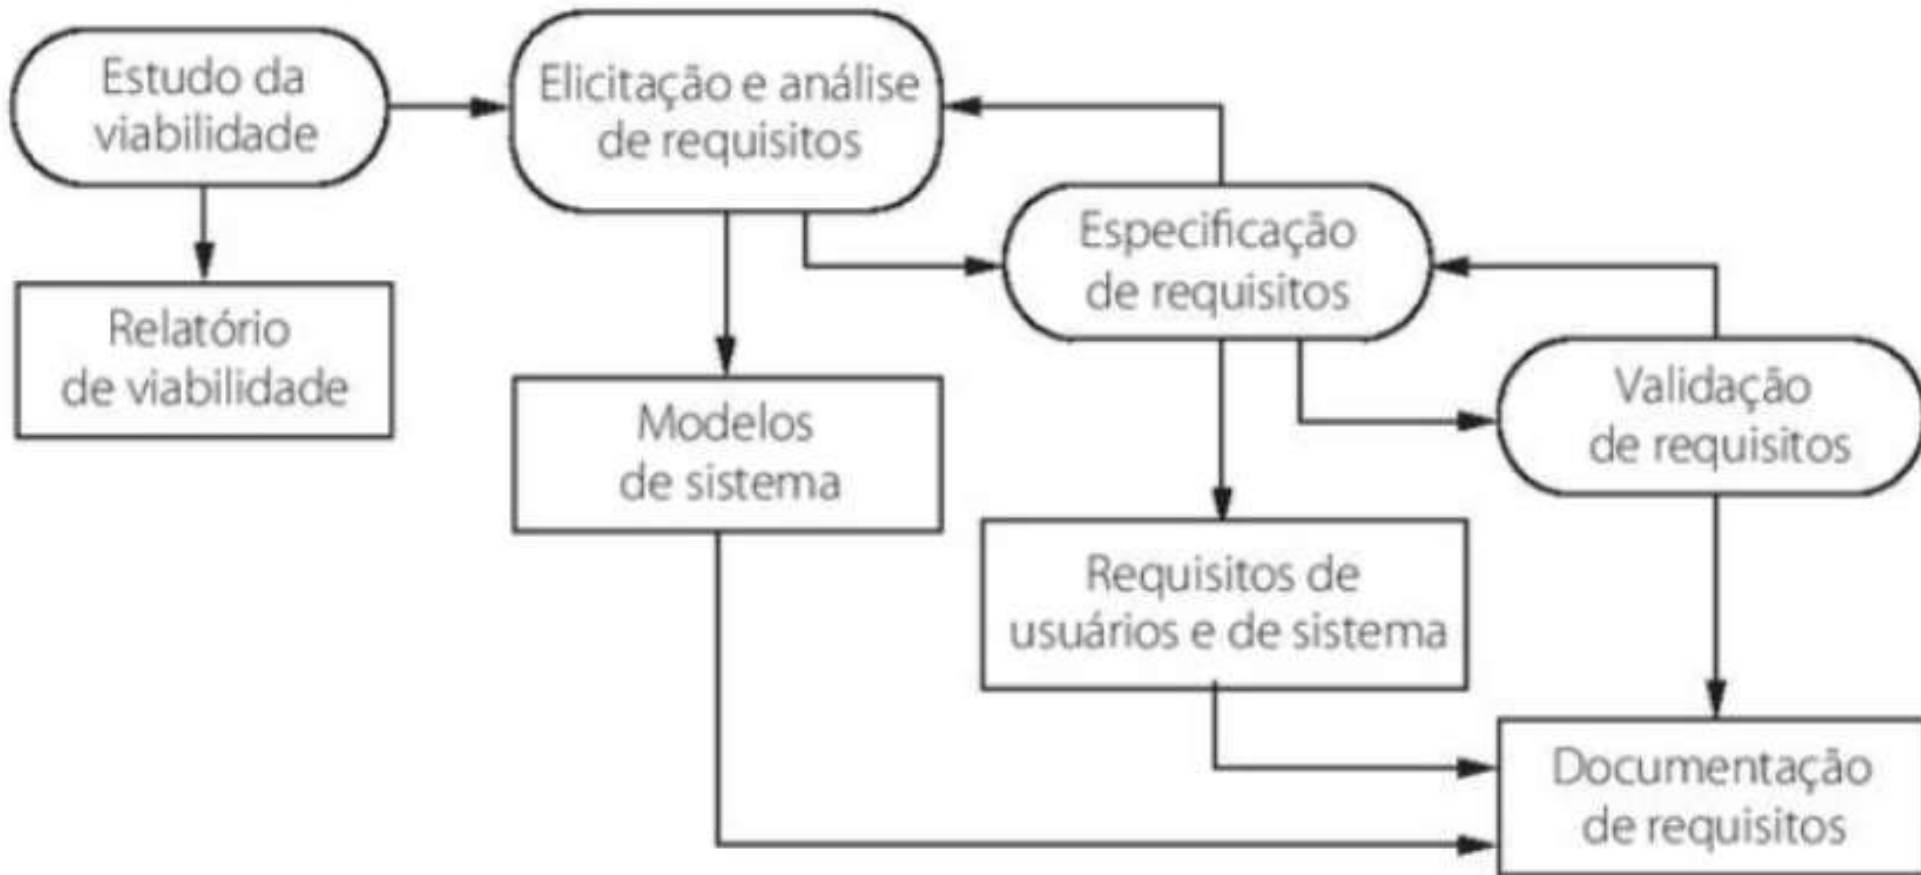 Estudo da
viabilidade
Elicitação e análise
de requisitos
Especificação
de requisitos
Relatório
de viabilidade
Validação
de requisitos
Modelos
de sistema
Requisitos de
usuários e de sistema
Documentação
de requisitos